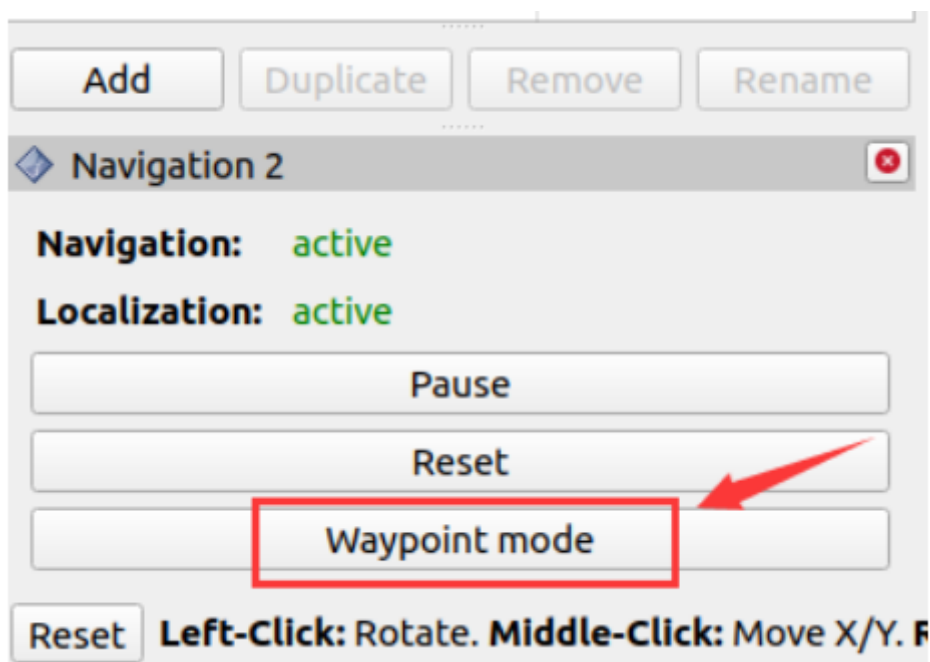 Add Duplicate Remove Rename
Navigation 2
Navigation: active
Localization: active
Pause
Reset
Waypoint mode
Reset Left-Click: Rotate. Middle-Click: Move X/Y.